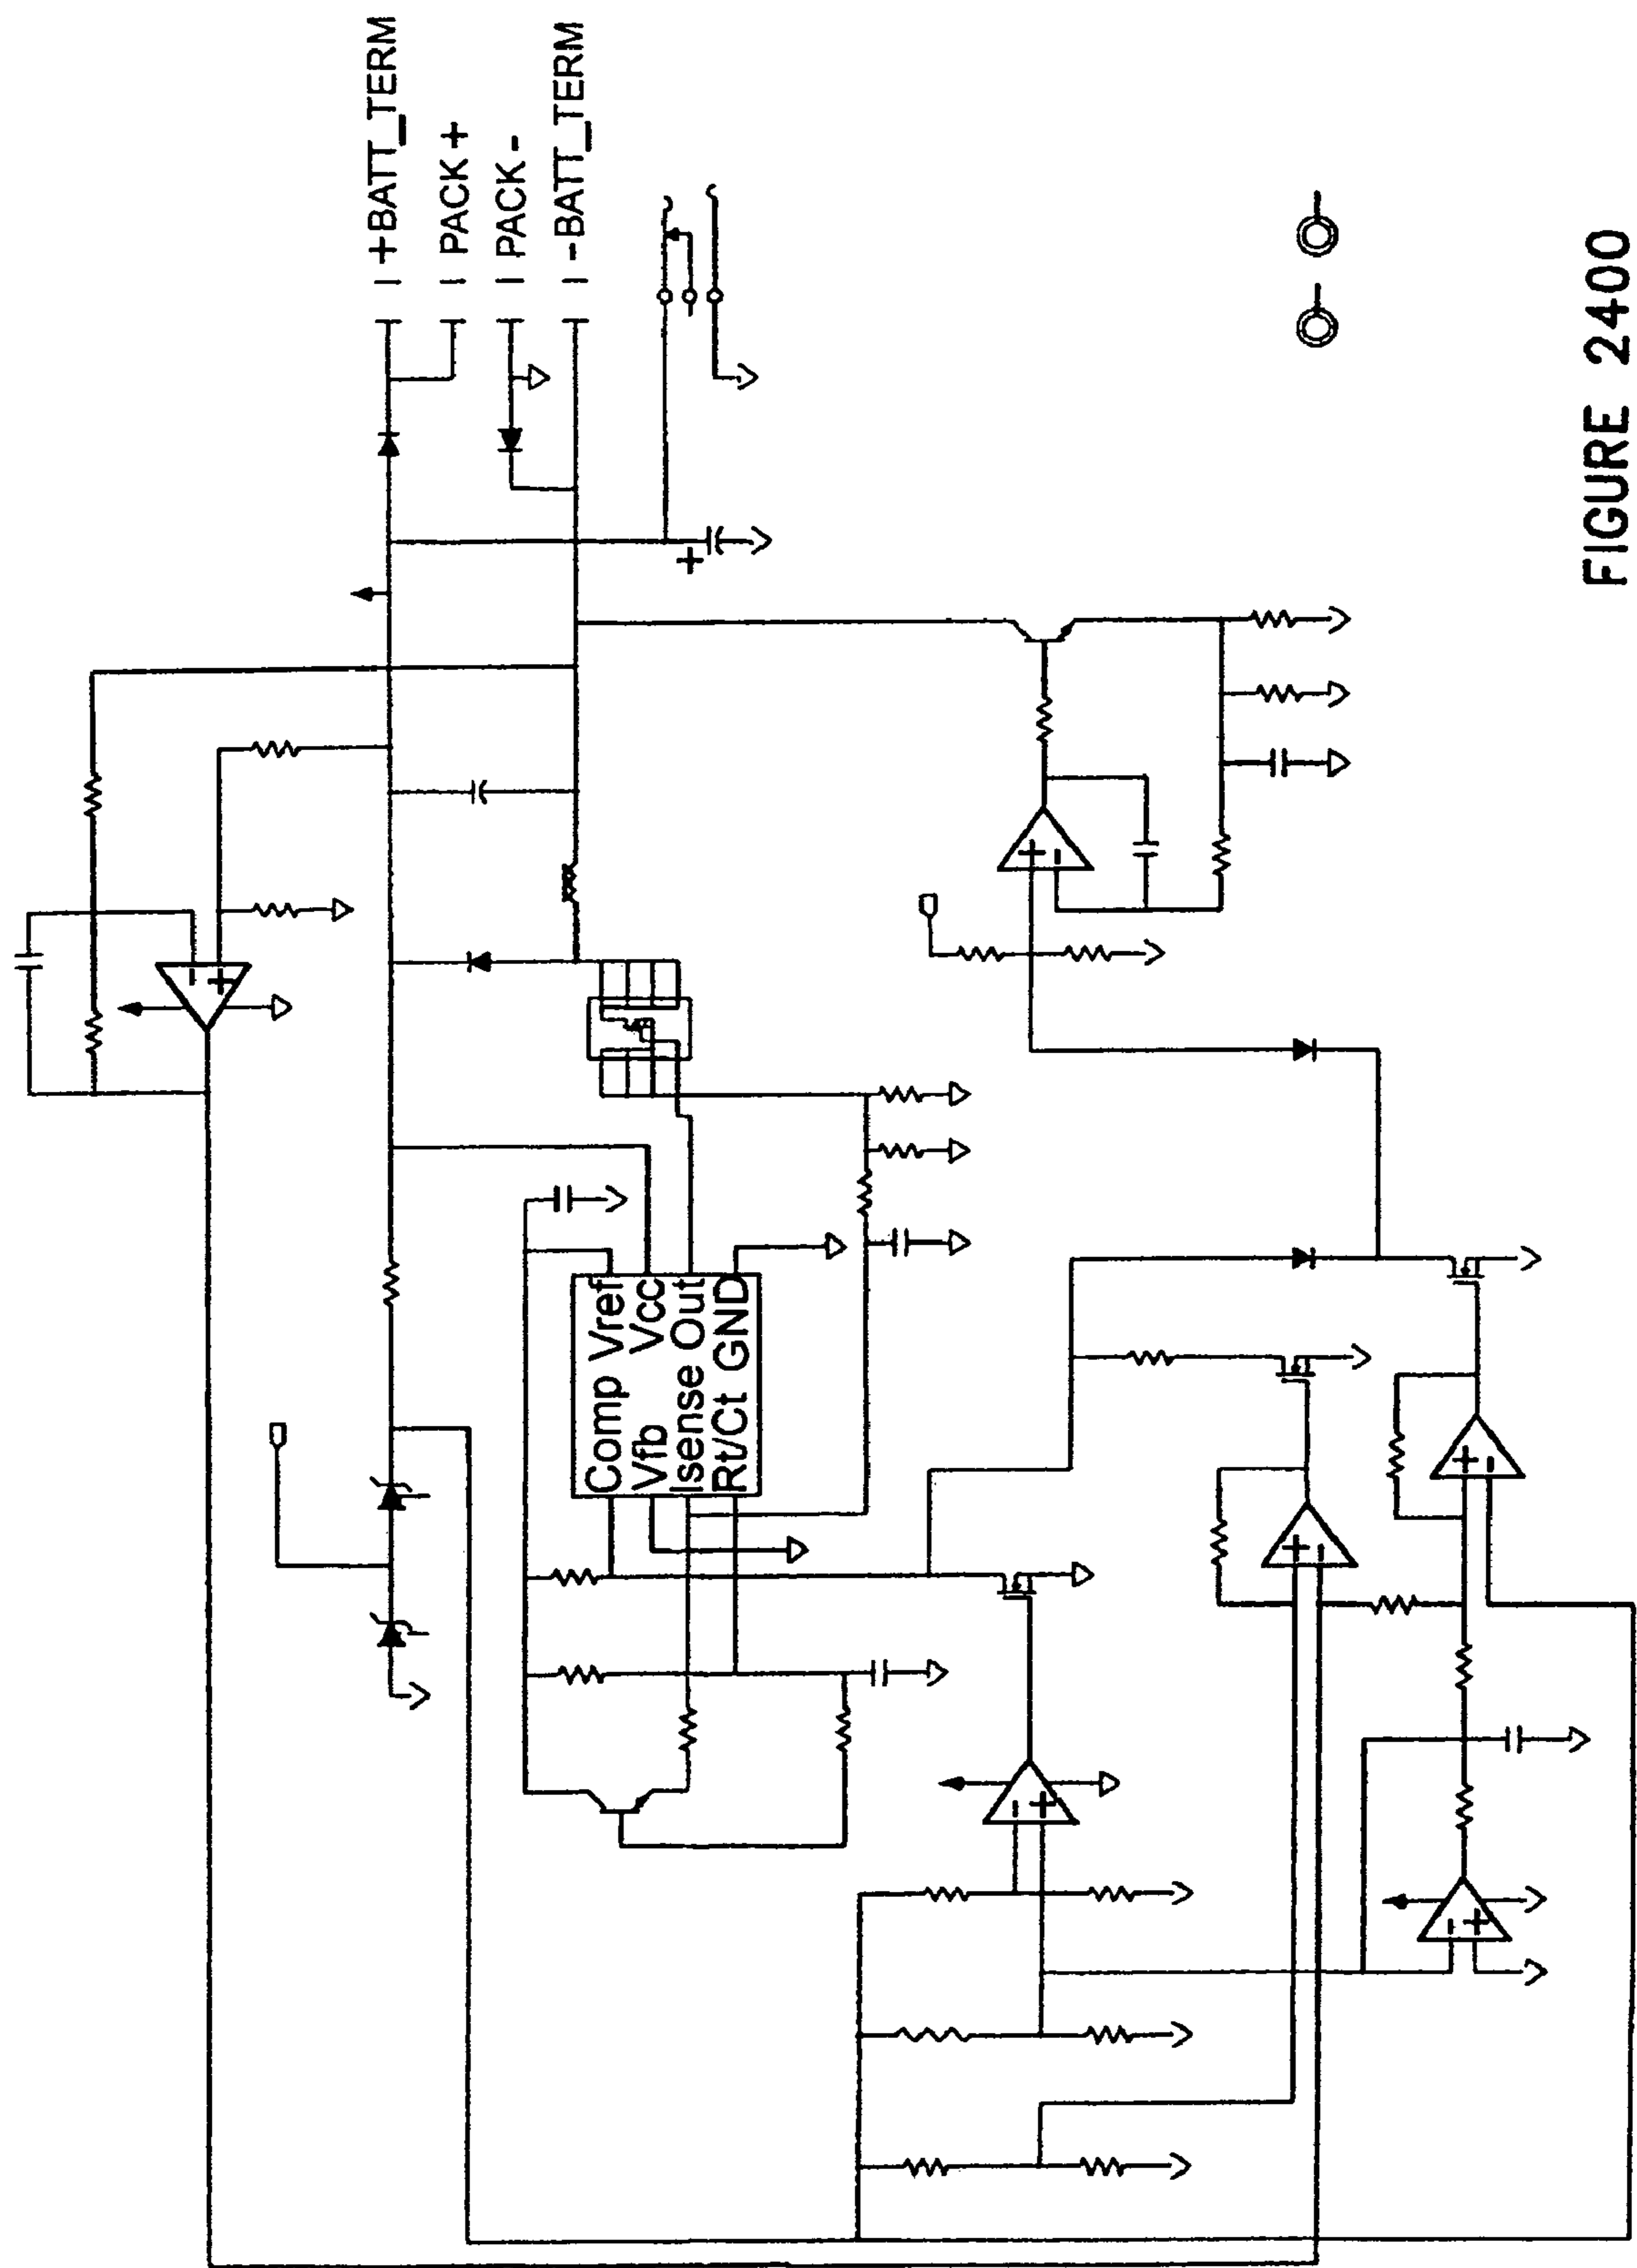 +BATT_TERM
PACK+
PACK-
-BATT_TERM
+
Comp Vref
Vfb Vcc
Isense Out
Rt/Ct GND
- +
+ -
- +
+ -
+ -
- +
FIGURE 2400